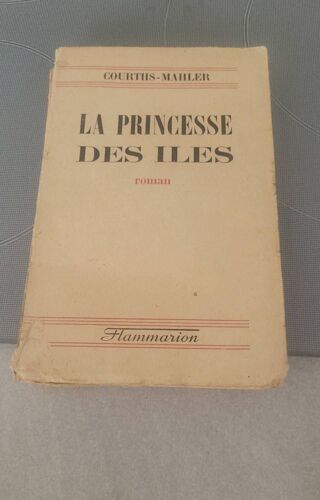 COURTHS-MAHLER
LA PRINCESSE
DES ILES
roman
Flammarion